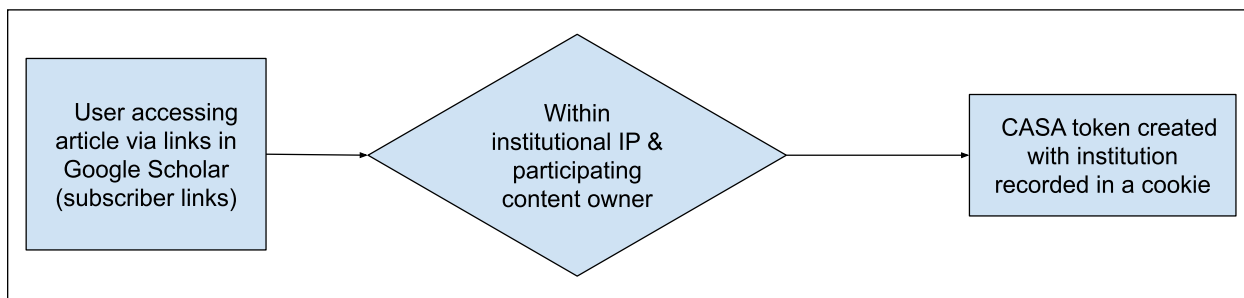 User accessing
article via links in
Google Scholar
(subscriber links)
Within
institutional IP &
participating
content owner
CASA token created
with institution
recorded in a cookie